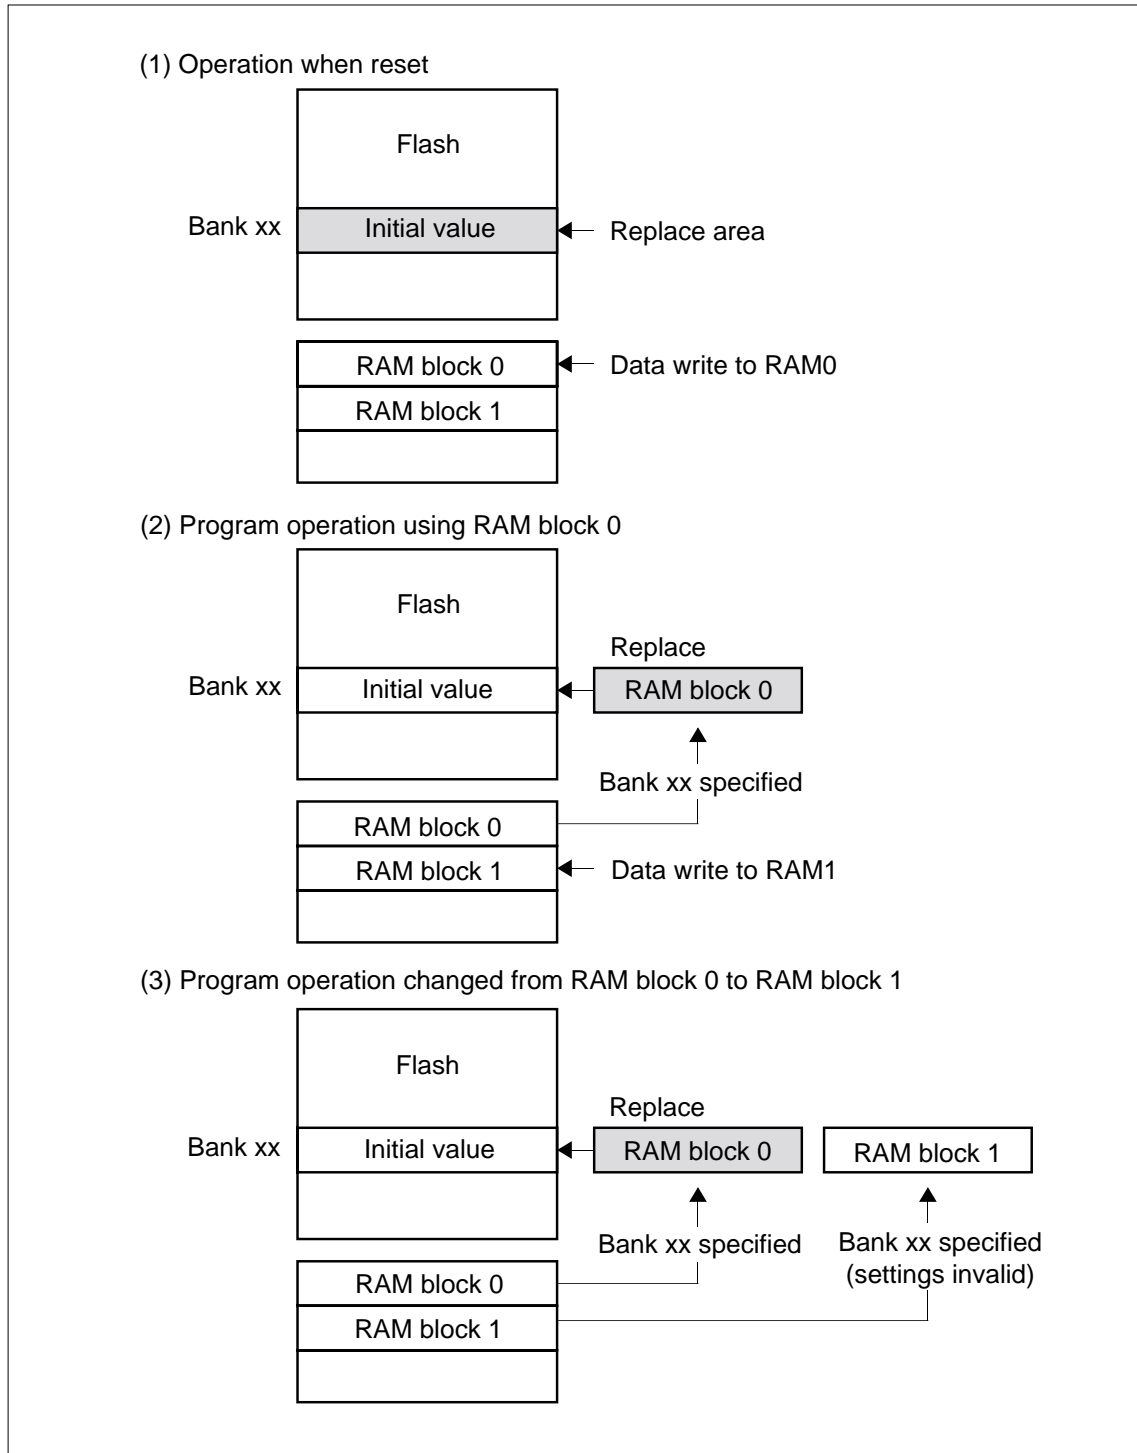 (1) Operation when reset
Flash
Bank xx
Initial value
Replace area
RAM block 0
Data write to RAM0
RAM block 1
(2) Program operation using RAM block 0
Flash
Replace
Bank xx
Initial value
RAM block 0
Bank xx specified
RAM block 0
RAM block 1
Data write to RAM1
(3) Program operation changed from RAM block 0 to RAM block 1
Flash
Replace
Bank xx
Initial value
RAM block 0
RAM block 1
Bank xx specified
Bank xx specified
(settings invalid)
RAM block 0
RAM block 1